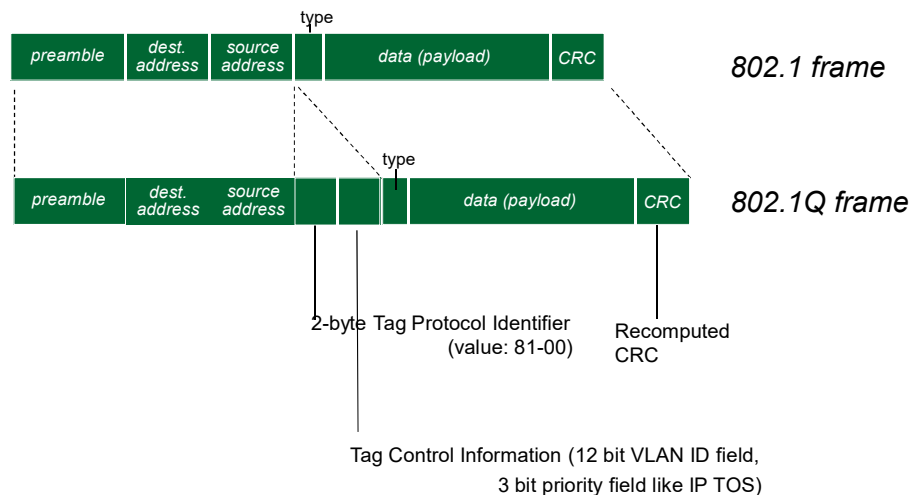 type
preamble
dest.
address
source
address
data (payload)
CRC
802.1 frame
type
preamble
dest.
address
source
address
data (payload)
CRC
802.1Q frame
2-byte Tag Protocol Identifier
(value: 81-00)
Recomputed
CRC
Tag Control Information (12 bit VLAN ID field,
3 bit priority field like IP TOS)